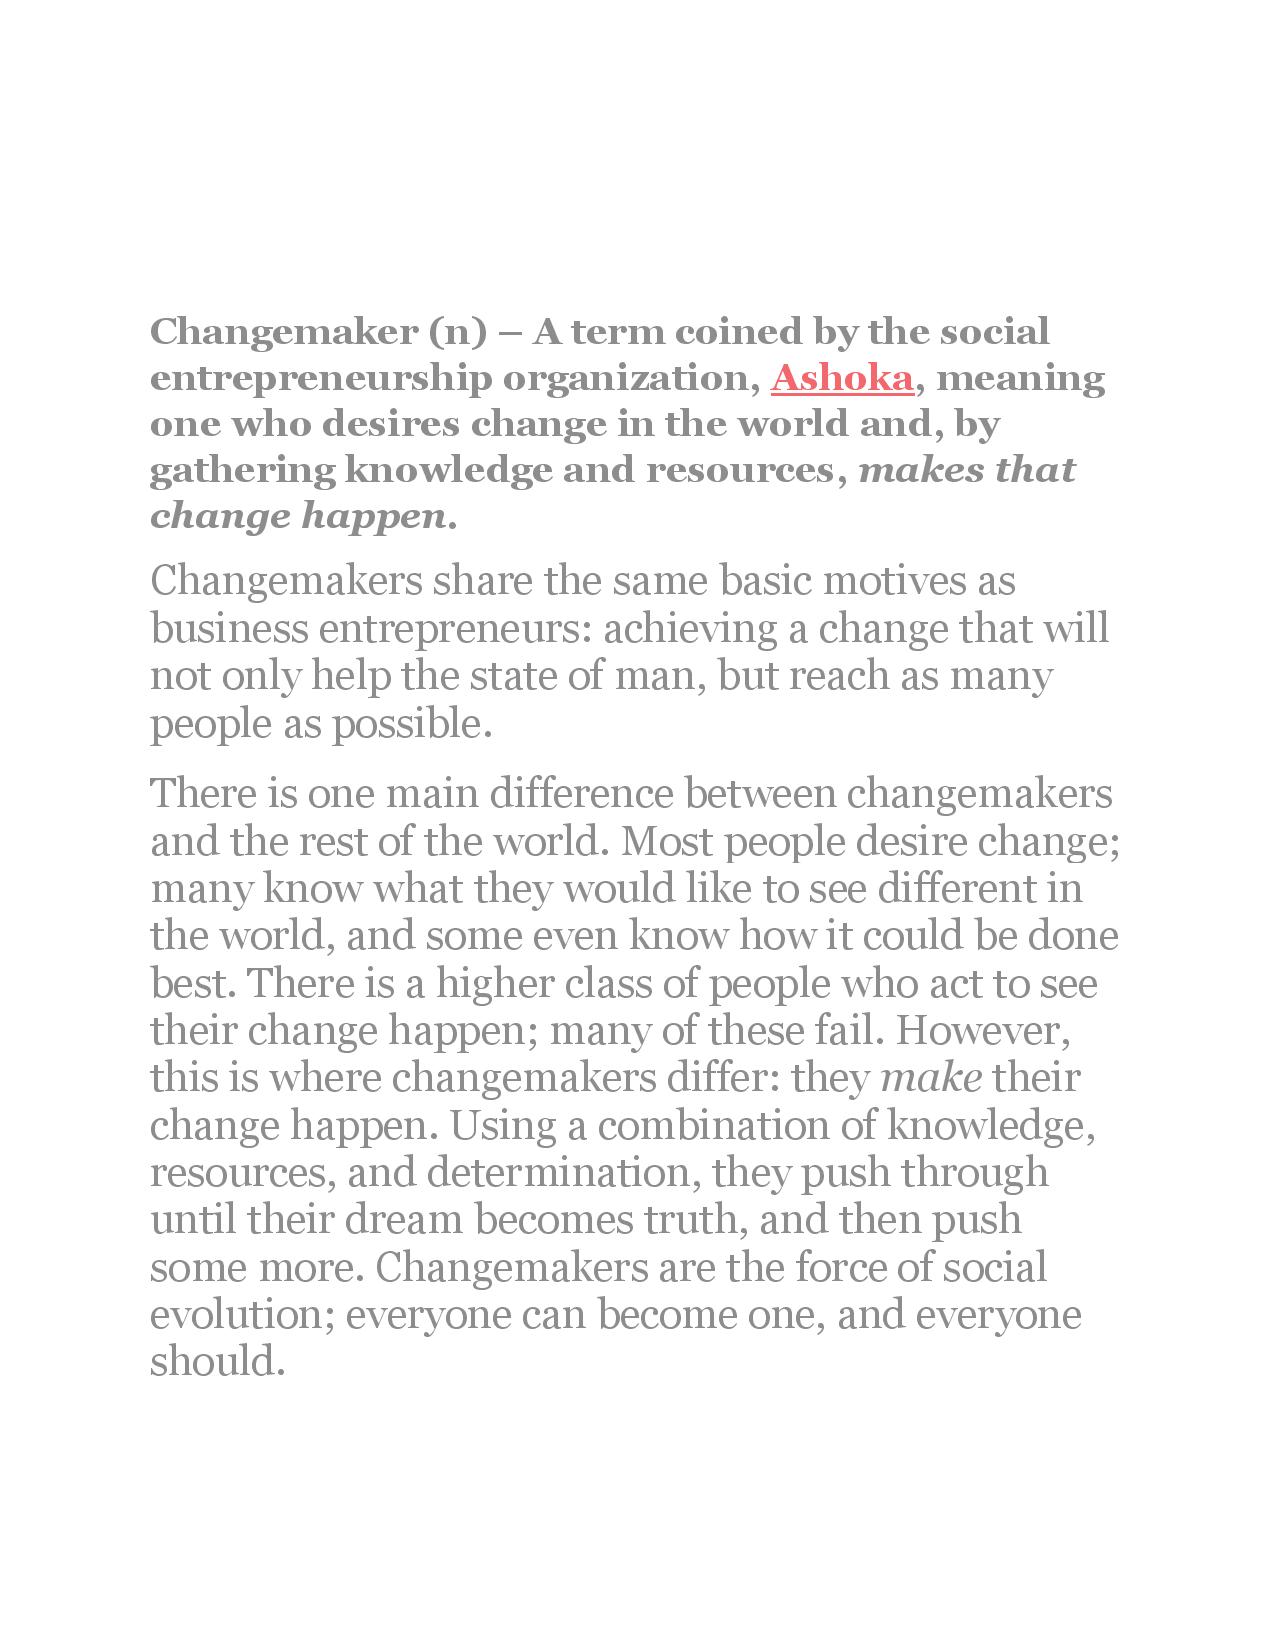 Changemaker (n) – A term coined by the social
entrepreneurship organization, Ashoka, meaning
one who desires change in the world and, by
gathering knowledge and resources, makes that
change happen.
Changemakers share the same basic motives as
business entrepreneurs: achieving a change that will
not only help the state of man, but reach as many
people as possible.
There is one main difference between changemakers
and the rest of the world. Most people desire change;
many know what they would like to see different in
the world, and some even know how it could be done
best. There is a higher class of people who act to see
their change happen; many of these fail. However,
this is where changemakers differ: they make their
change happen. Using a combination of knowledge,
resources, and determination, they push through
until their dream becomes truth, and then push
some more. Changemakers are the force of social
evolution; everyone can become one, and everyone
should.